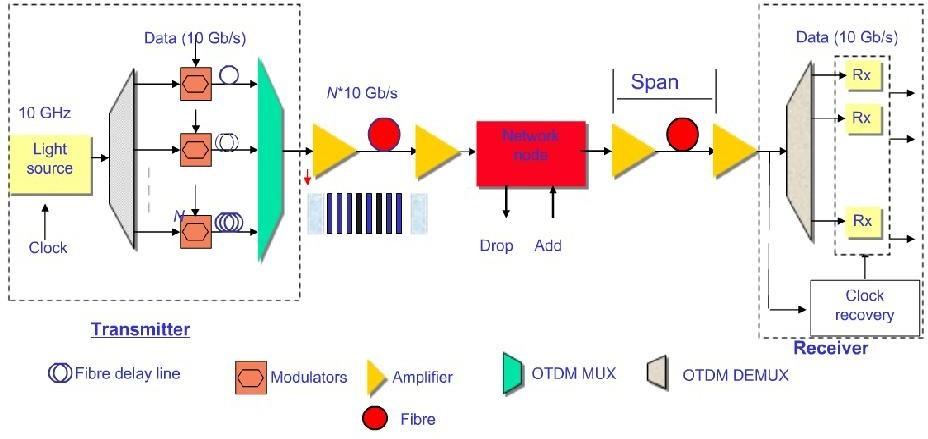 Data (10 Gb/s)
10 GHz
Light
source
Clock
N
Transmitter
N*10 Gb/s
Network
node
Drop Add
Span
Data (10 Gb/s)
Rx
Rx
Rx
Clock
recovery
Receiver
Fibre delay line
Modulators
Amplifier
OTDM MUX
OTDM DEMUX
Fibre